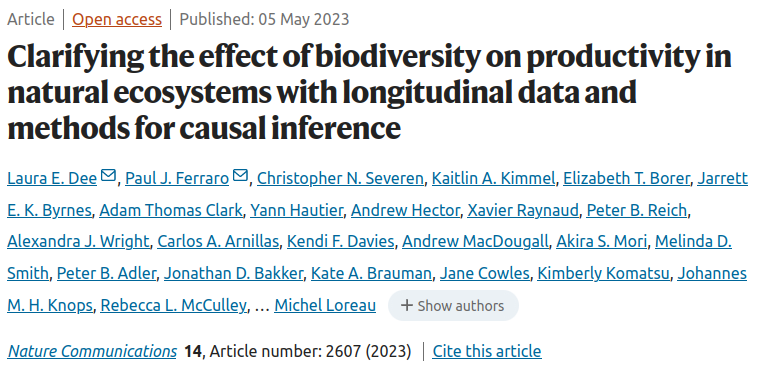 Article | Open access | Published: 05 May 2023
Clarifying the effect of biodiversity on productivity in
natural ecosystems with longitudinal data and
methods for causal inference
Laura E. Dee, Paul J. Ferraro, Christopher N. Severen, Kaitlin A. Kimmel, Elizabeth T. Borer, Jarrett
E. K. Byrnes, Adam Thomas Clark, Yann Hautier, Andrew Hector, Xavier Raynaud, Peter B. Reich,
Alexandra J. Wright, Carlos A. Arnillas, Kendi F. Davies, Andrew MacDougall, Akira S. Mori, Melinda D.
Smith, Peter B. Adler, Jonathan D. Bakker, Kate A. Brauman, Jane Cowles, Kimberly Komatsu, Johannes
M. H. Knops, Rebecca L. McCulley, … Michel Loreau + Show authors
Nature Communications 14, Article number: 2607 (2023) | Cite this article